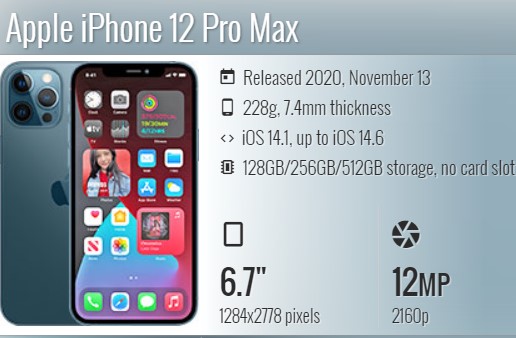 Apple iPhone 12 Pro Max
Released 2020, November 13
228g, 7.4mm thickness
iOS 14.1, up to iOS 14.6
128GB/256GB/512GB storage, no card slot
6.7"
12MP
1284x2778 pixels
2160p